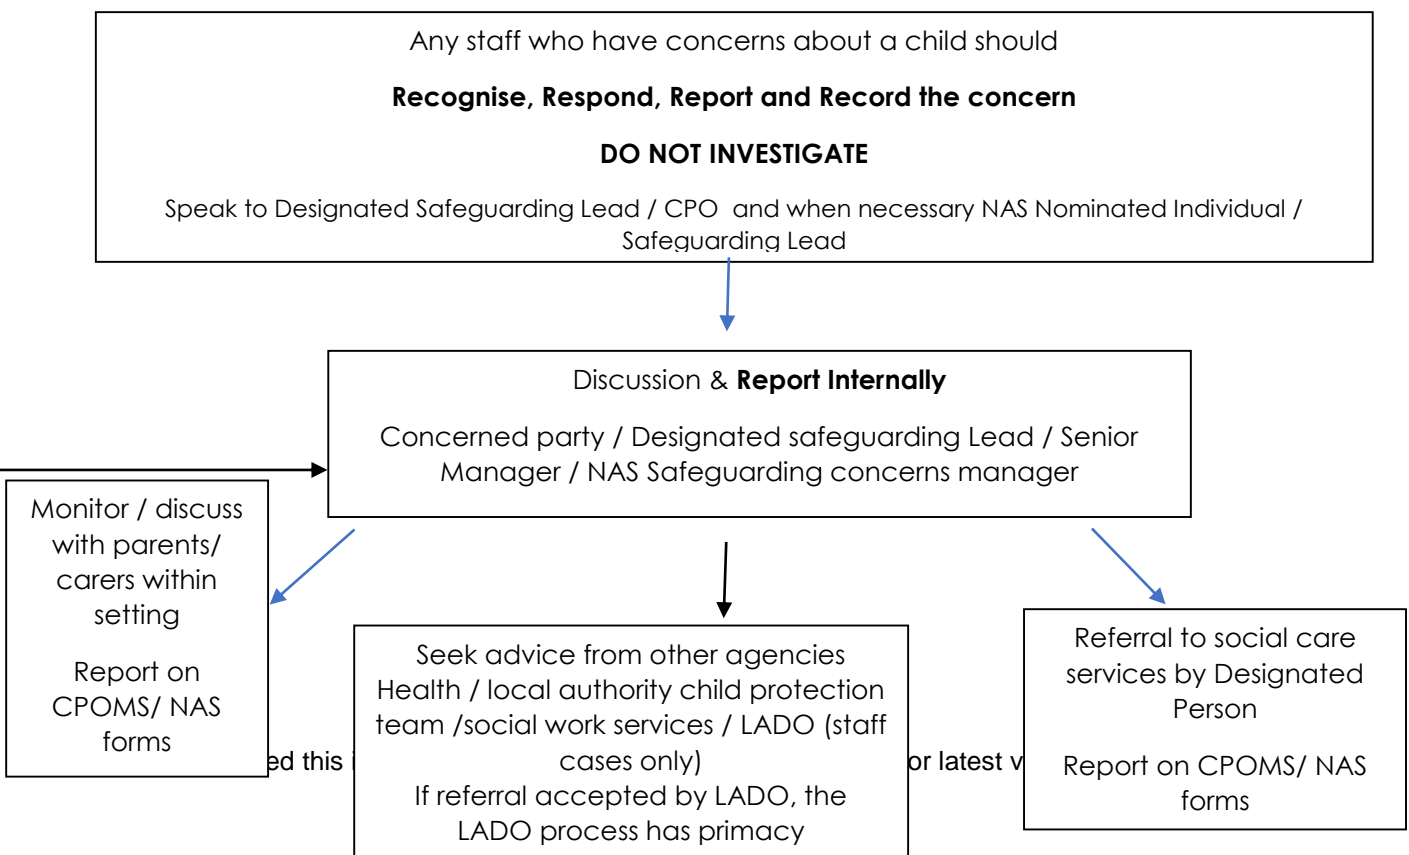 Any staff who have concerns about a child should
Recognise, Respond, Report and Record the concern
DO NOT INVESTIGATE
Speak to Designated Safeguarding Lead / CPO and when necessary NAS Nominated Individual /
Safeguarding Lead
Discussion & Report Internally
Concerned party / Designated safeguarding Lead / Senior
Manager / NAS Safeguarding concerns manager
Monitor / discuss
with parents/
carers within
setting
Report on
CPOMS/ NAS
forms
Seek advice from other agencies
Health / local authority child protection
team /social work services / LADO (staff
cases only)
If referral accepted by LADO, the
LADO process has primacy
Referral to social care
services by Designated
Person
Report on CPOMS/ NAS
forms
ed this i
or latest v